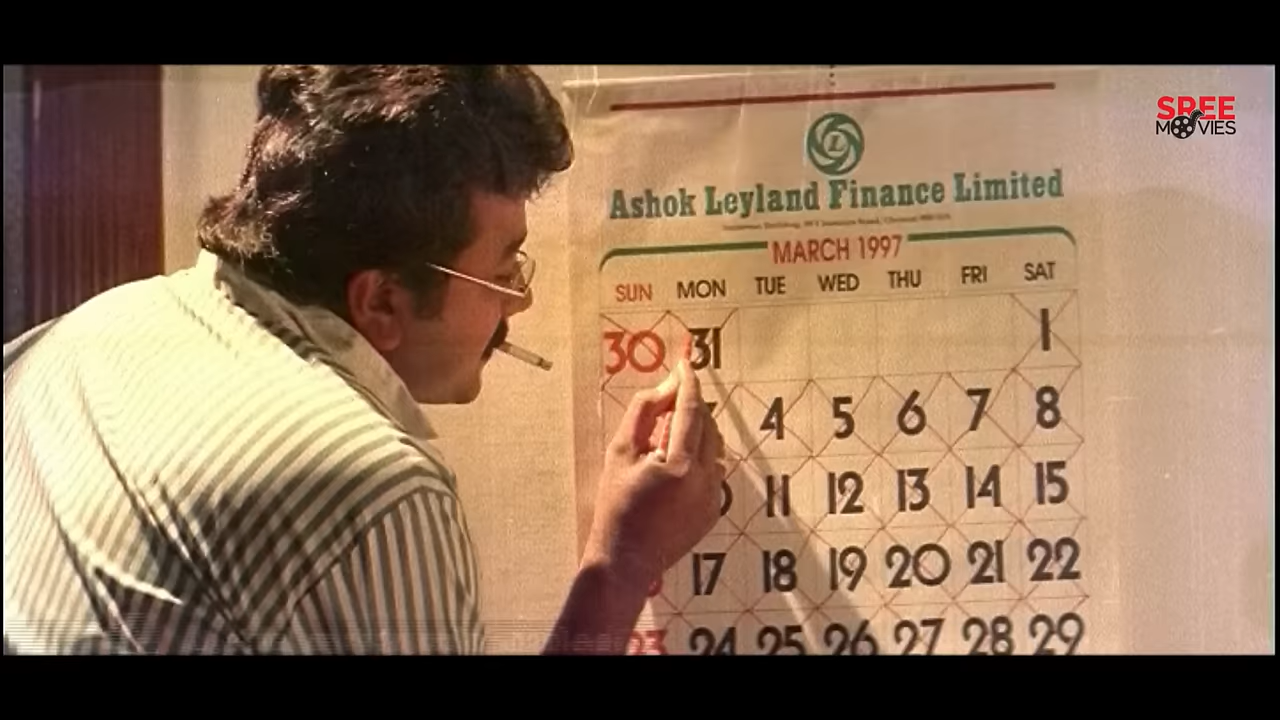 SREE
MOVIES
L
Ashok Leyland Finance Limited
MARCH 1997
SUN MON TUE WED THU FRI SAT
30 31 1
4 5 6 7 8
11 12 13 14 15
17 18 19 20 21 22
23 24 25 26 27 28 29